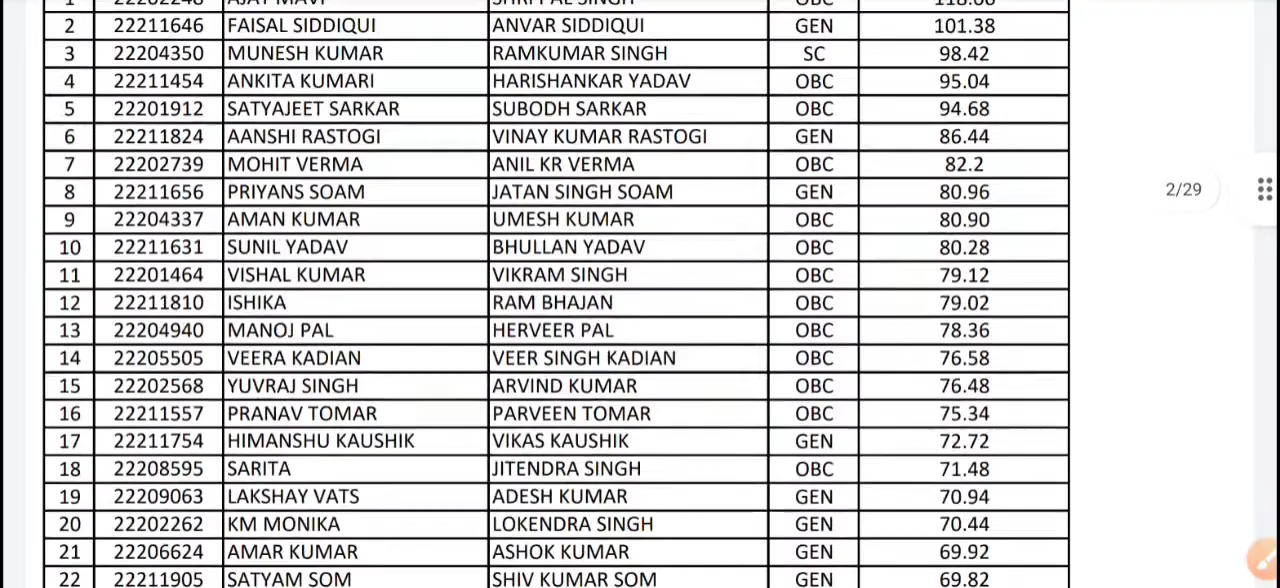 1 22202248 AJAY MAVI SHRI PAL SINGH OBC 118.06
2 22211646 FAISAL SIDDIQUI ANVAR SIDDIQUI GEN 101.38
3 22204350 MUNESH KUMAR RAMKUMAR SINGH SC 98.42
4 22211454 ANKITA KUMARI HARISHANKAR YADAV OBC 95.04
5 22201912 SATYAJEET SARKAR SUBODH SARKAR OBC 94.68
6 22211824 AANSHI RASTOGI VINAY KUMAR RASTOGI GEN 86.44
7 22202739 MOHIT VERMA ANIL KR VERMA OBC 82.2
8 22211656 PRIYANS SOAM JATAN SINGH SOAM GEN 80.96
2/29
9 22204337 AMAN KUMAR UMESH KUMAR OBC 80.90
10 22211631 SUNIL YADAV BHULLAN YADAV OBC 80.28
11 22201464 VISHAL KUMAR VIKRAM SINGH OBC 79.12
12 22211810 ISHIKA RAM BHAJAN OBC 79.02
13 22204940 MANOJ PAL HERVEER PAL OBC 78.36
14 22205505 VEERA KADIAN VEER SINGH KADIAN OBC 76.58
15 22202568 YUVRAJ SINGH ARVIND KUMAR OBC 76.48
16 22211557 PRANAV TOMAR PARVEEN TOMAR OBC 75.34
17 22211754 HIMANSHU KAUSHIK VIKAS KAUSHIK GEN 72.72
18 22208595 SARITA JITENDRA SINGH OBC 71.48
19 22209063 LAKSHAY VATS ADESH KUMAR GEN 70.94
20 22202262 KM MONIKA LOKENDRA SINGH GEN 70.44
21 22206624 AMAR KUMAR ASHOK KUMAR GEN 69.92
22 22211905 SATYAM SOM SHIV KUMAR SOM GEN 69.82